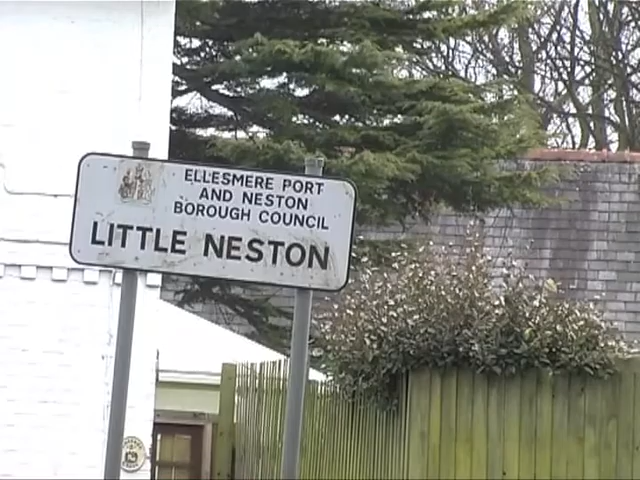 ELLESMERE PORT
AND NESTON
BOROUGH COUNCIL
LITTLE NESTON